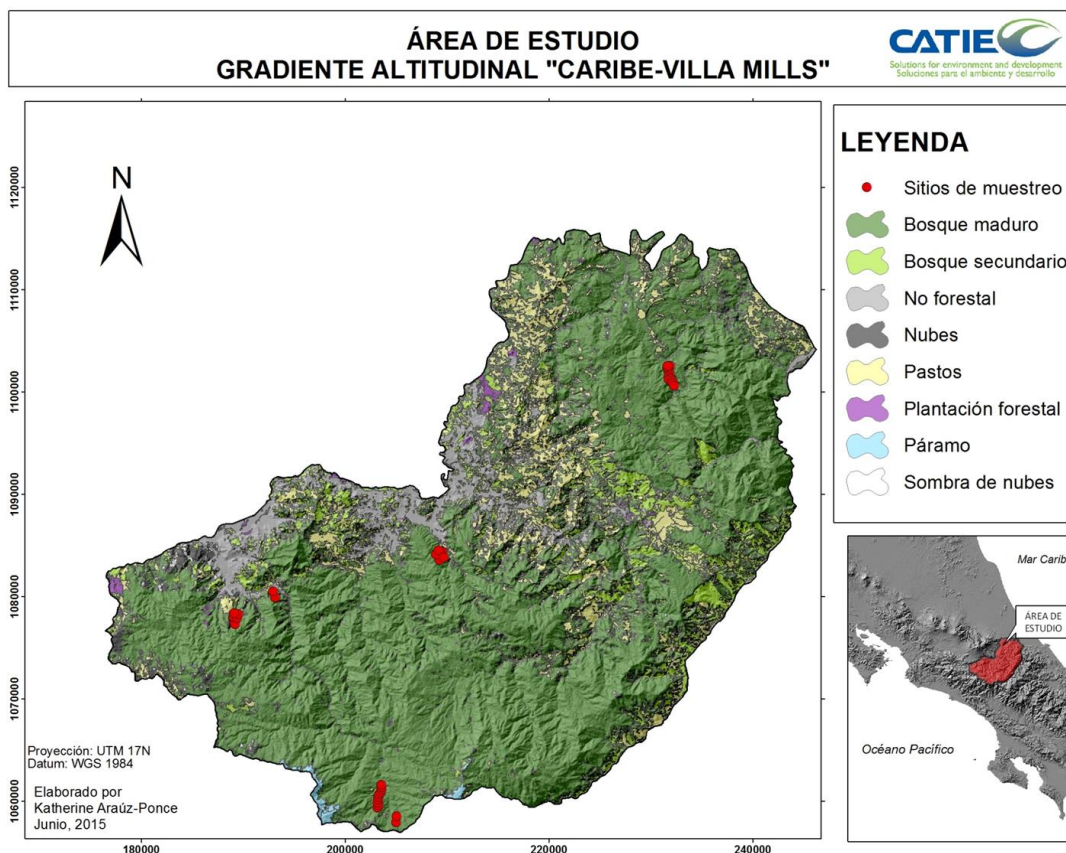 ÁREA DE ESTUDIO
GRADIENTE ALTITUDINAL "CARIBE-VILLA MILLS"
CATIE
Solutions for environment and development
Soluciones para el ambiente y desarrollo
N
1120000
1110000
1100000
1090000
1080000
1070000
1060000
180000
200000
220000
240000
Proyección: UTM 17N
Datum: WGS 1984
Elaborado por
Katherine Araúz-Ponce
Junio, 2015
LEYENDA
Sitios de muestreo
Bosque maduro
Bosque secundario
No forestal
Nubes
Pastos
Plantación forestal
Páramo
Sombra de nubes
Mar Carib
ÁREA DE
ESTUDIO
Océano Pacífico